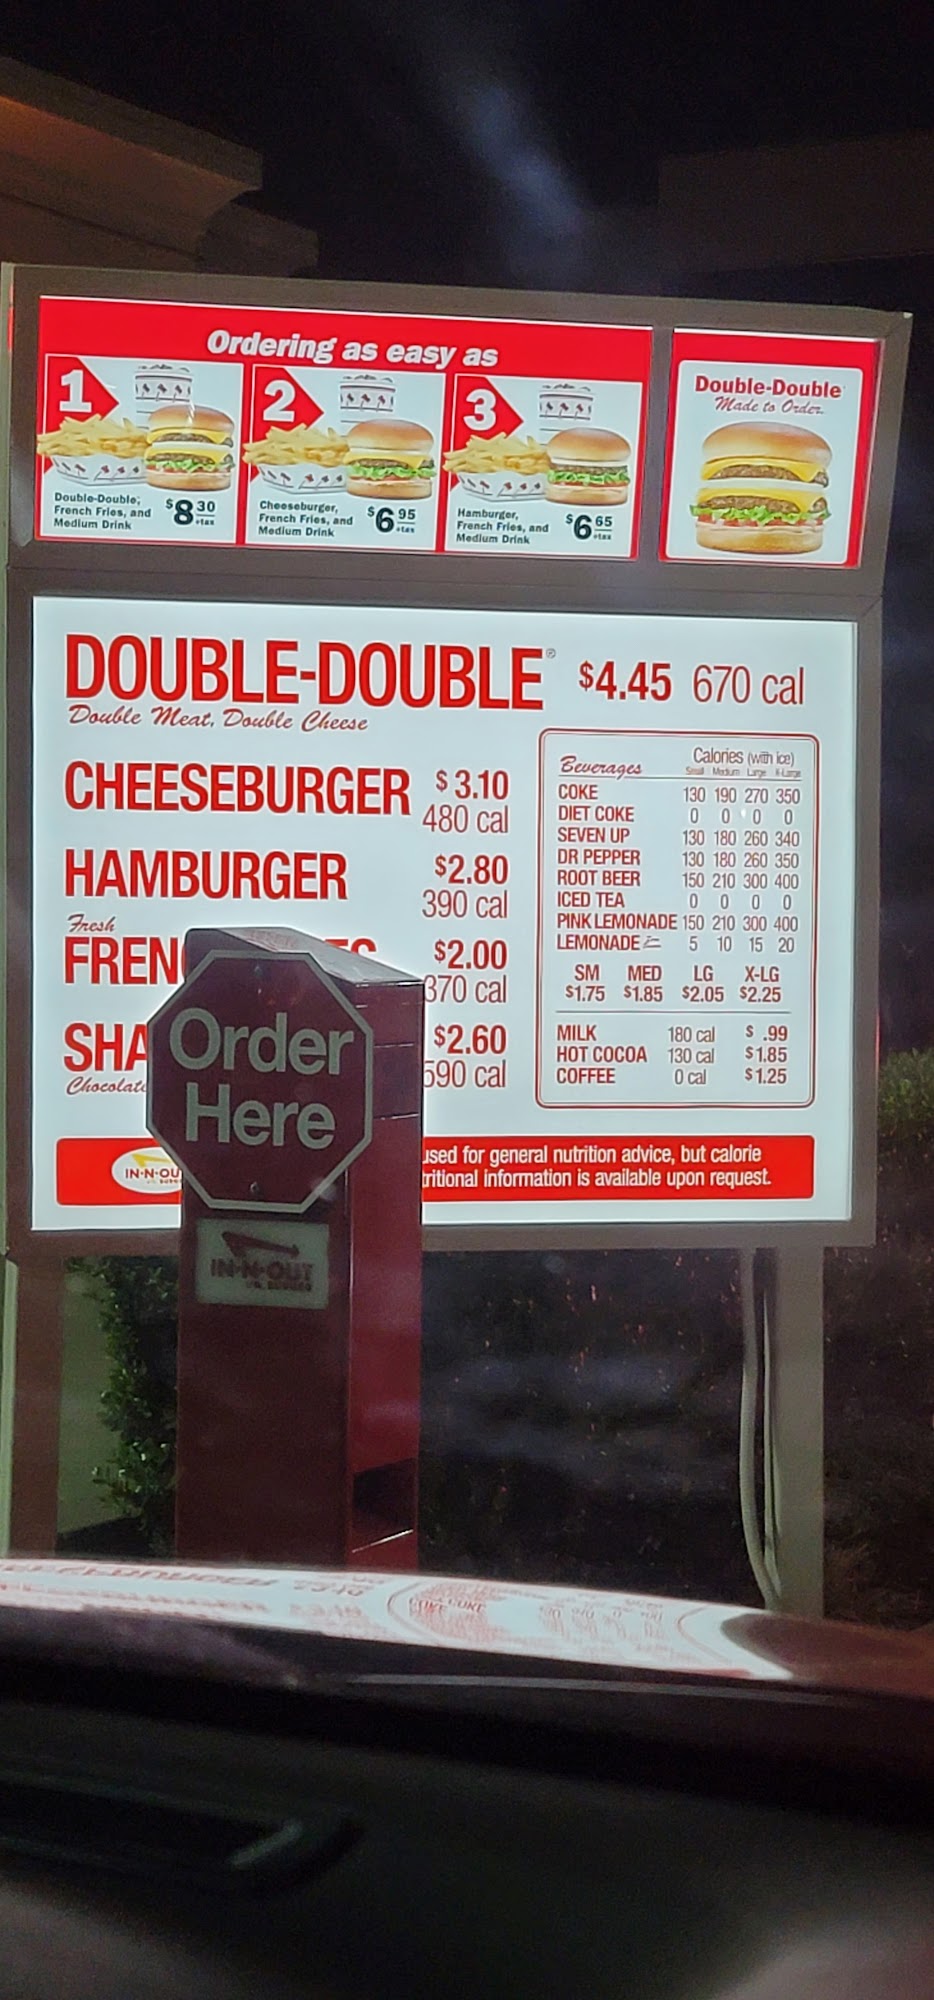 Ordering as easy as
1
Double-Double,
French Fries, and
Medium Drink
$8 30
+tax
2
Cheeseburger,
French Fries, and
Medium Drink
$6 95
+tax
3
Hamburger,
French Fries, and
Medium Drink
$6 65
+tax
Double-Double
Made to Order
DOUBLE-DOUBLE® $4.45 670 cal
Double Meat, Double Cheese
CHEESEBURGER $3.10
480 cal
HAMBURGER $2.80
390 cal
Fresh
FREN $2.00
370 cal
SHA $2.60
590 cal
Chocolate
Beverages Calories (with ice)
Small Medium Large X-Large
COKE 130 190 270 350
DIET COKE 0 0 0 0
SEVEN UP 130 180 260 340
DR PEPPER 130 180 260 350
ROOT BEER 150 210 300 400
ICED TEA 0 0 0 0
PINK LEMONADE 150 210 300 400
LEMONADE 5 10 15 20
SM MED LG X-LG
$1.75 $1.85 $2.05 $2.25
MILK 180 cal $ .99
HOT COCOA 130 cal $1.85
COFFEE 0 cal $1.25
IN-N-OU
used for general nutrition advice, but calorie
ritional information is available upon request.
Order
Here
IN-N-OUT
BURGER